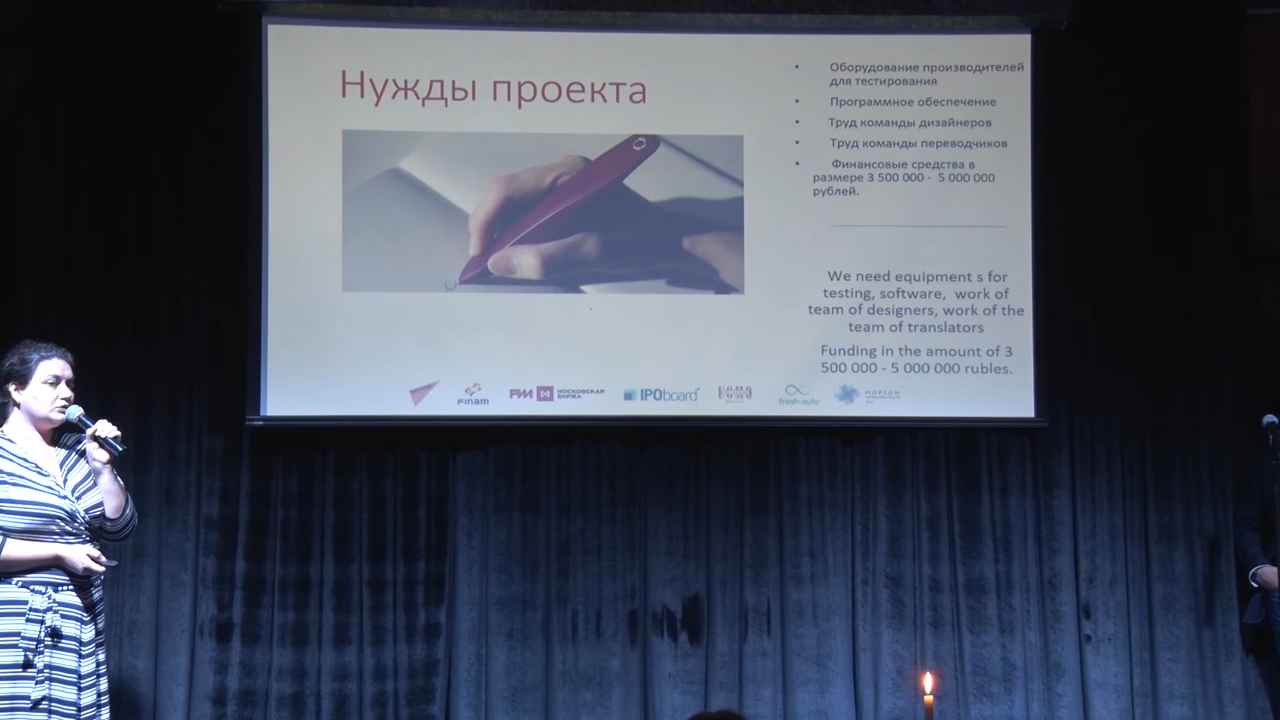 Нужды проекта
• Оборудование производителей
для тестирования
• Программное обеспечение
• Труд команды дизайнеров
• Труд команды переводчиков
• Финансовые средства в
размере 3 500 000 - 5 000 000
рублей.
We need equipment s for
testing, software, work of
team of designers, work of the
team of translators
Funding in the amount of 3
500 000 - 5 000 000 rubles.
FINAM
РИИ МОСКОВСКАЯ
БИРЖА
IPOboard
fresh auto